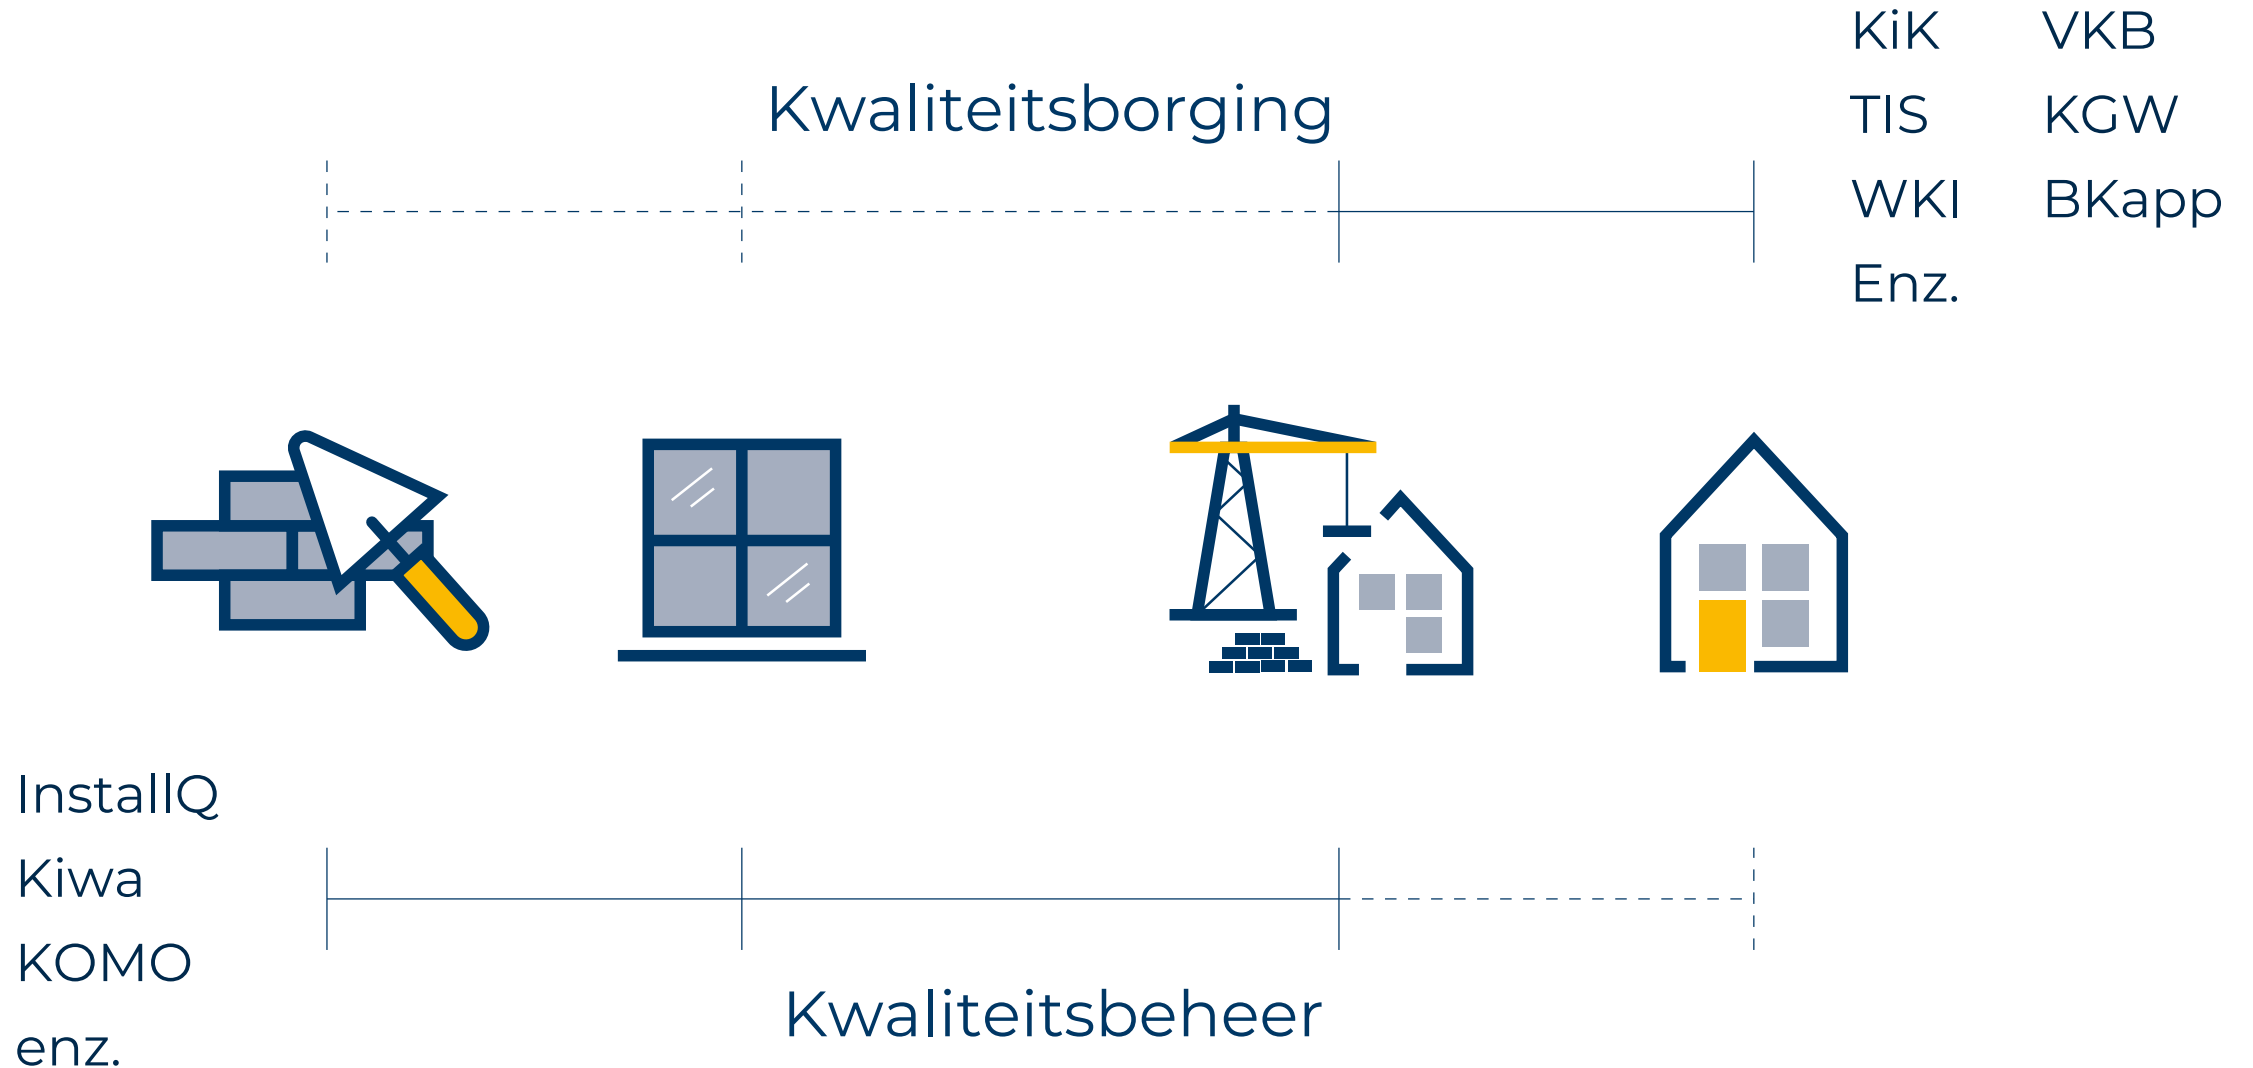 KiK VKB
Kwaliteitsborging
TIS KGW
WKI BKapp
Enz.
InstallQ
Kiwa
KOMO
Kwaliteitsbeheer
enz.